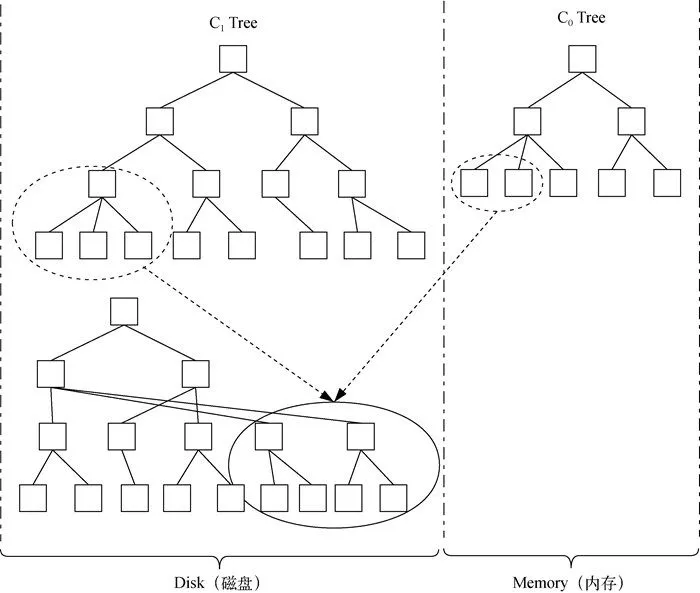 C₁ Tree
C₀ Tree
Disk（磁盘）
Memory（内存）